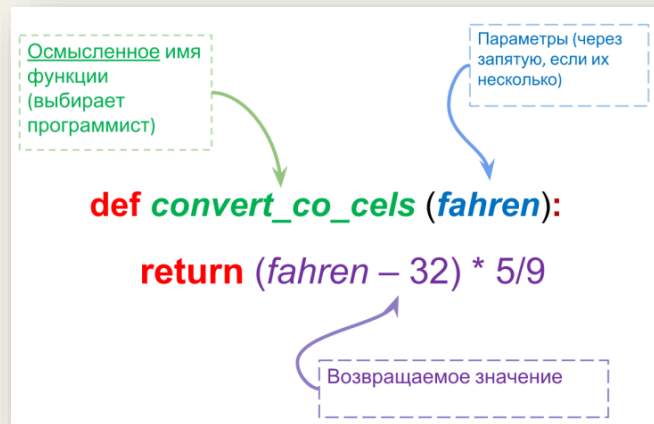 Осмысленное имя
функции
(выбирает
программист)
Параметры (через
запятую, если их
несколько)
def convert_co_cels (fahren):
return (fahren – 32) * 5/9
Возвращаемое значение